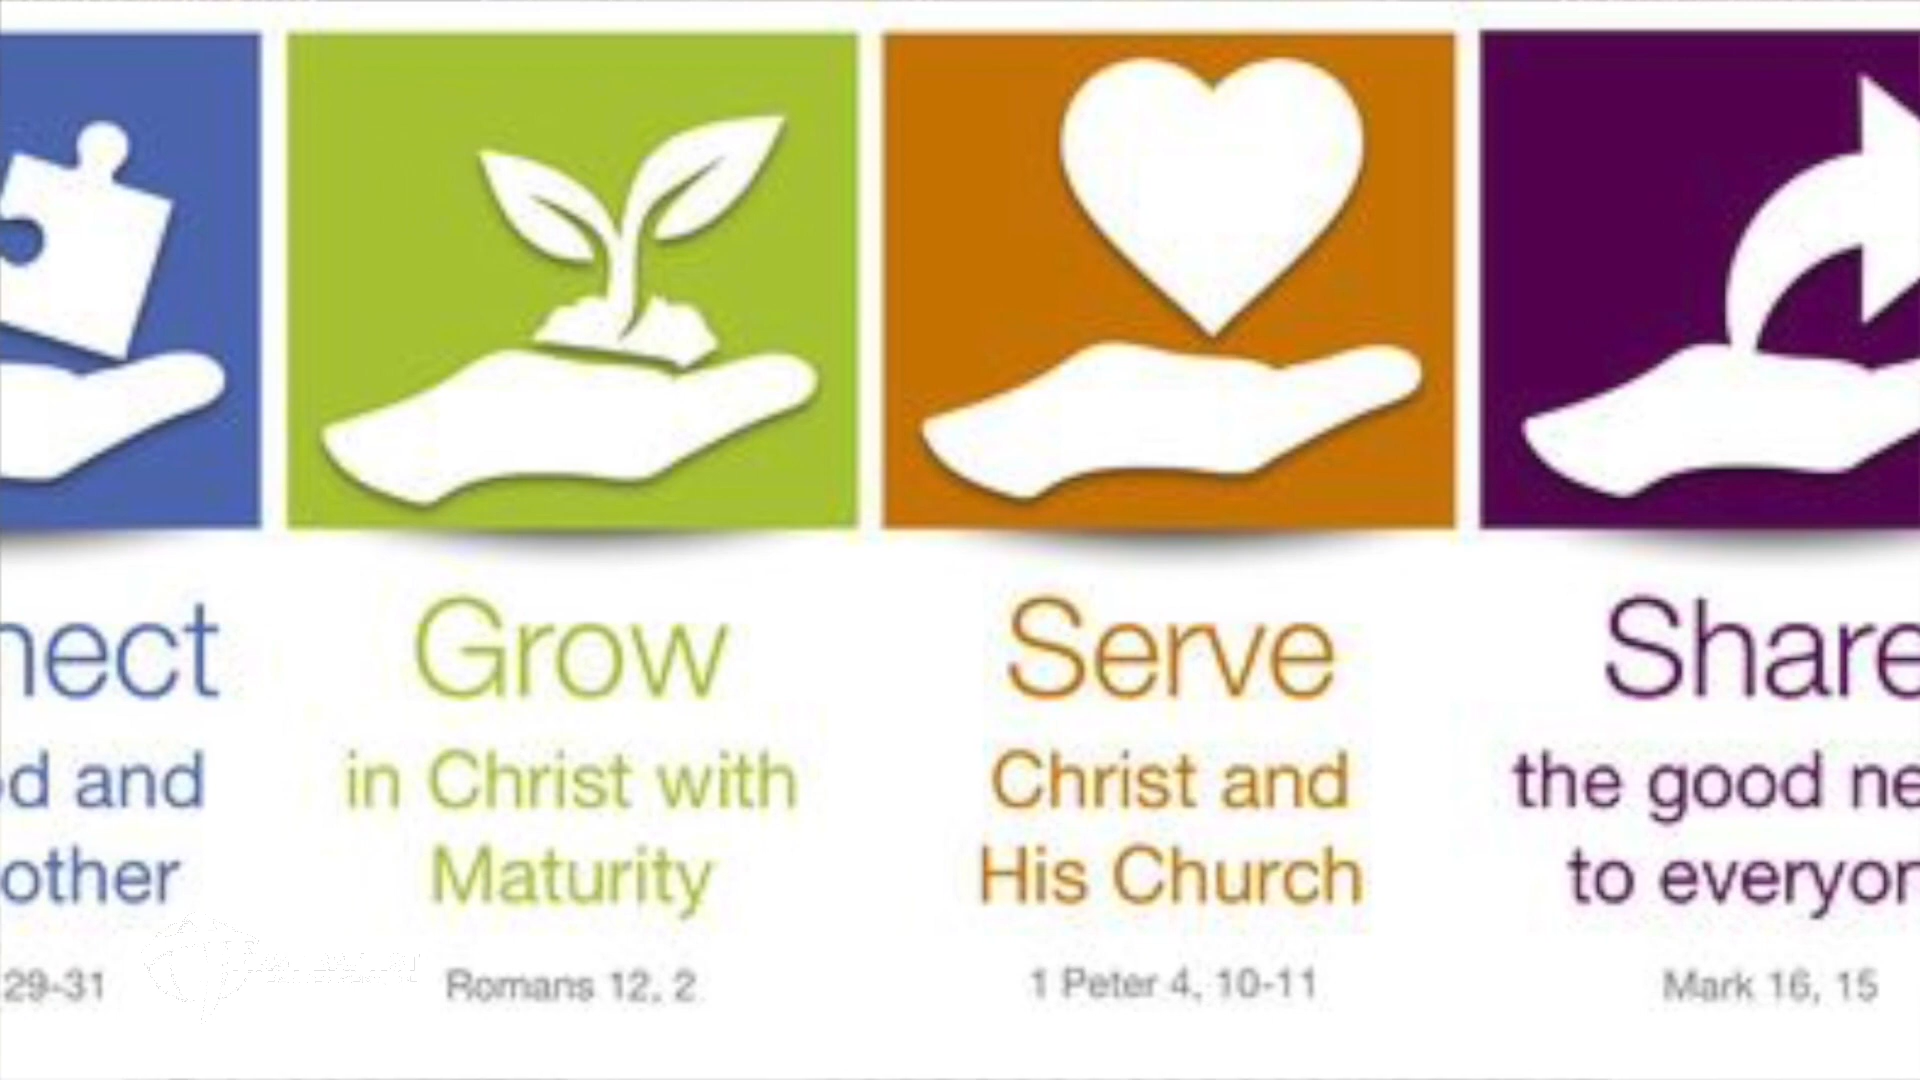 nect
d and
other
29-31
Grow
in Christ with
Maturity
Romans 12, 2
Serve
Christ and
His Church
1 Peter 4, 10-11
Share
the good ne
to everyon
Mark 16, 15